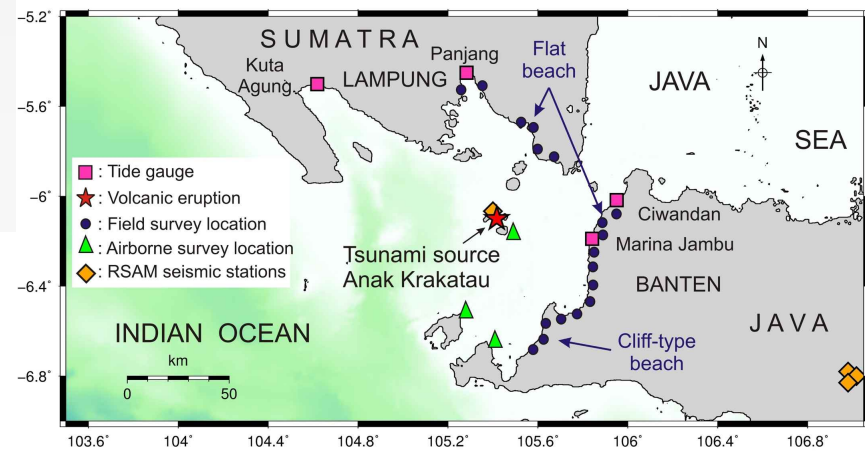 −5.2˚
−5.6˚
−6˚
−6.4˚
−6.8˚
SUMATRA
Kuta
Agung
Panjang
LAMPUNG
Flat
beach
JAVA
SEA
N
: Tide gauge
: Volcanic eruption
: Field survey location
: Airborne survey location
: RSAM seismic stations
Tsunami source
Anak Krakatau
Ciwandan
Marina Jambu
BANTEN
JAVA
INDIAN OCEAN
km
0 50
Cliff-type
beach
103.6˚ 104˚ 104.4˚ 104.8˚ 105.2˚ 105.6˚ 106˚ 106.4˚ 106.8˚